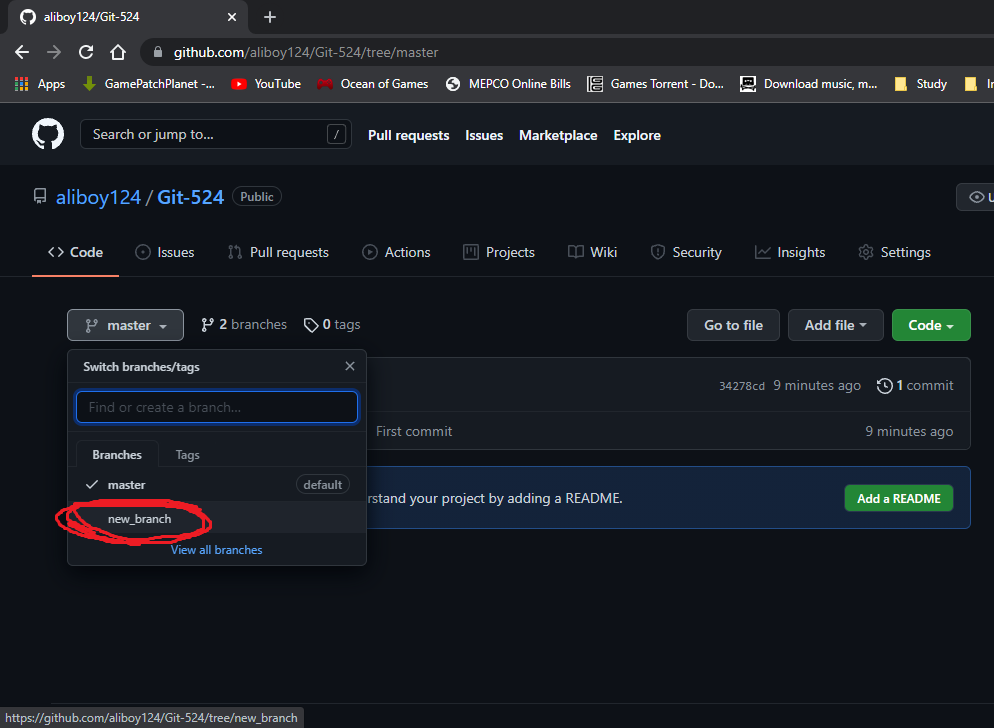 aliboy124/Git-524
github.com/aliboy124/Git-524/tree/master
Apps GamePatchPlanet -... YouTube Ocean of Games MEPCO Online Bills Games Torrent - Do... Download music, m... Study
Search or jump to... / Pull requests Issues Marketplace Explore
aliboy124 / Git-524 Public
Code Issues Pull requests Actions Projects Wiki Security Insights Settings
master 2 branches 0 tags Go to file Add file Code
Switch branches/tags
34278cd 9 minutes ago 1 commit
Find or create a branch...
First commit 9 minutes ago
Branches Tags
master default
rstand your project by adding a README. Add a README
new_branch
View all branches
https://github.com/aliboy124/Git-524/tree/new_branch